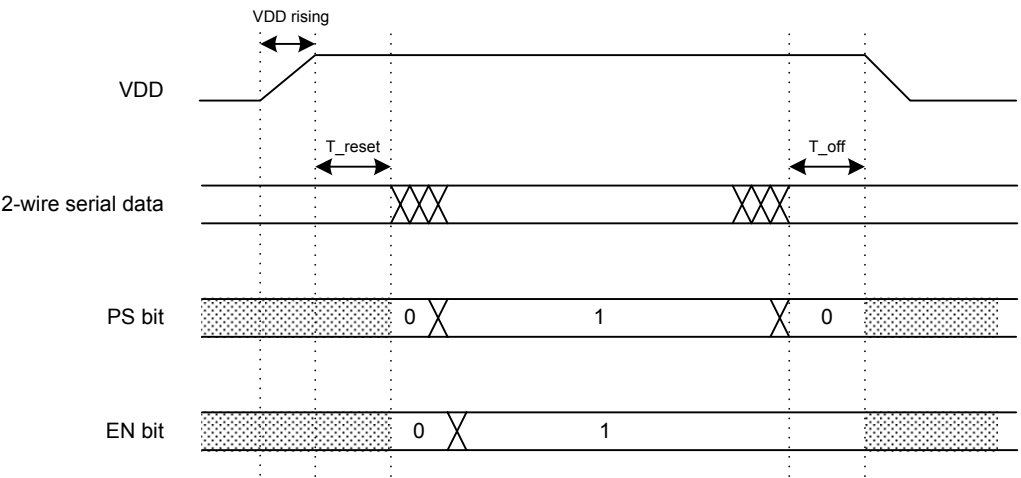 VDD rising
VDD
T_reset
T_off
2-wire serial data
PS bit
0
1
0
EN bit
0
1